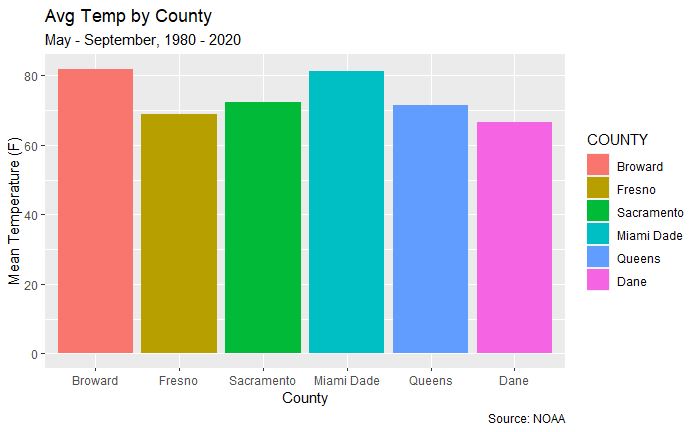 Avg Temp by County
May - September, 1980 - 2020
Mean Temperature (F)
80
60
40
20
0
Broward Fresno Sacramento Miami Dade Queens Dane
County
COUNTY
Broward
Fresno
Sacramento
Miami Dade
Queens
Dane
Source: NOAA